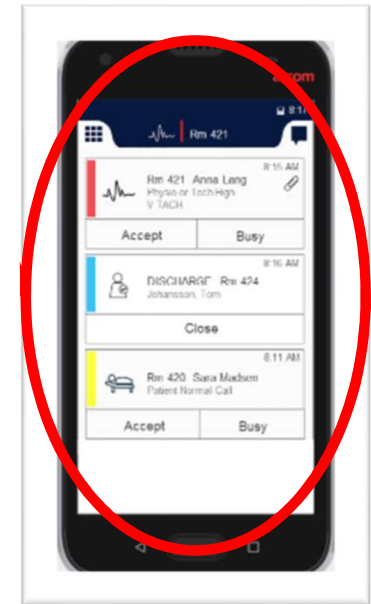 Rm 421
8:15 AM
Rm 421 Anna Lang
Physio or Tech High
V TACH
Accept Busy
8:16 AM
DISCHARGE Rm 424
Johansson, Tom
Close
8:11 AM
Rm 420 Sara Madsen
Patient Normal Call
Accept Busy